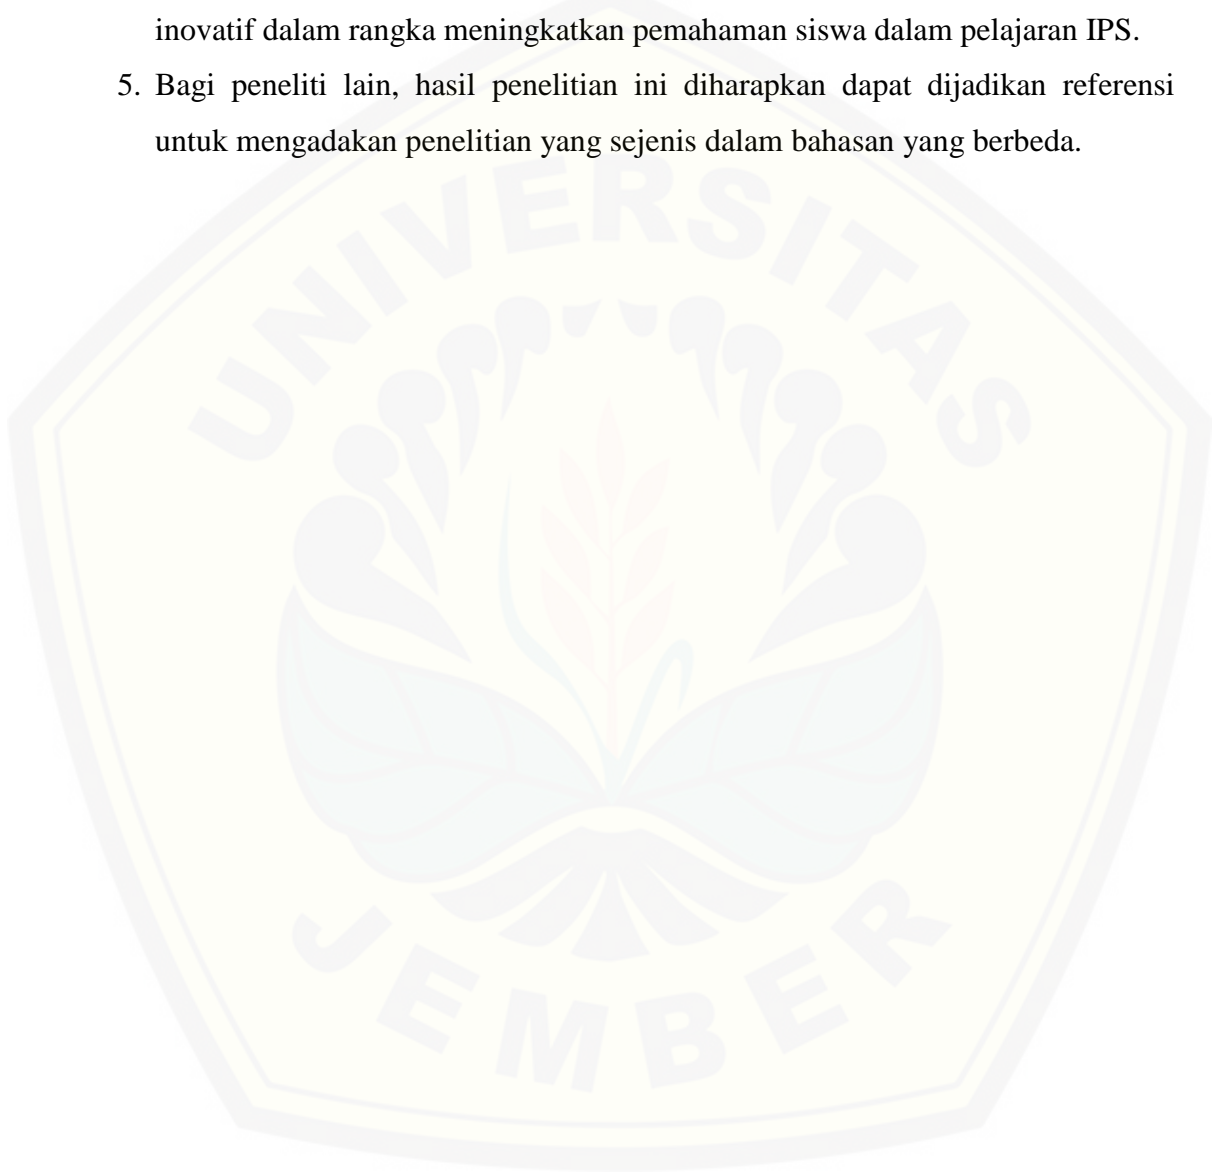 inovatif dalam rangka meningkatkan pemahaman siswa dalam pelajaran IPS.
5. Bagi peneliti lain, hasil penelitian ini diharapkan dapat dijadikan referensi
untuk mengadakan penelitian yang sejenis dalam bahasan yang berbeda.
UNIVERSITAS
JEMBER